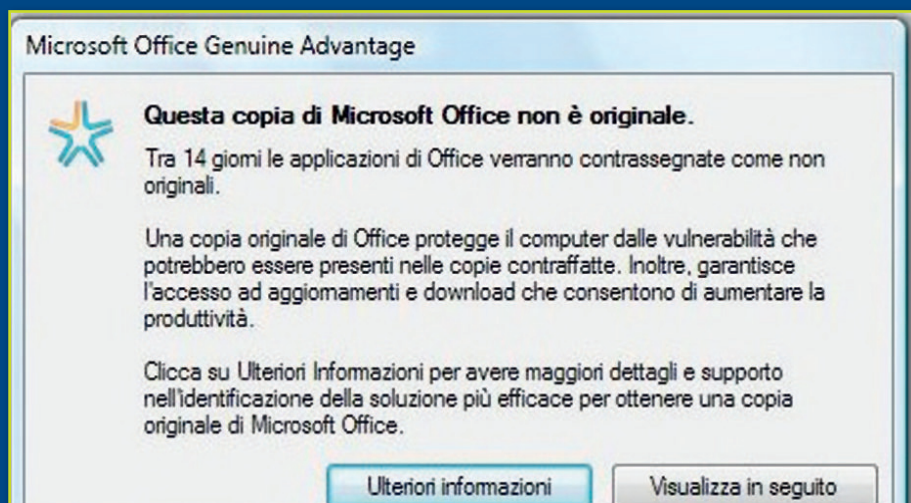 Microsoft Office Genuine Advantage
Questa copia di Microsoft Office non è originale.
Tra 14 giorni le applicazioni di Office verranno contrassegnate come non
originali.
Una copia originale di Office protegge il computer dalle vulnerabilità che
potrebbero essere presenti nelle copie contraffatte. Inoltre, garantisce
l'accesso ad aggiornamenti e download che consentono di aumentare la
produttività.
Clicca su Ulteriori Informazioni per avere maggiori dettagli e supporto
nell'identificazione della soluzione più efficace per ottenere una copia
originale di Microsoft Office.
Ulteriori informazioni
Visualizza in seguito